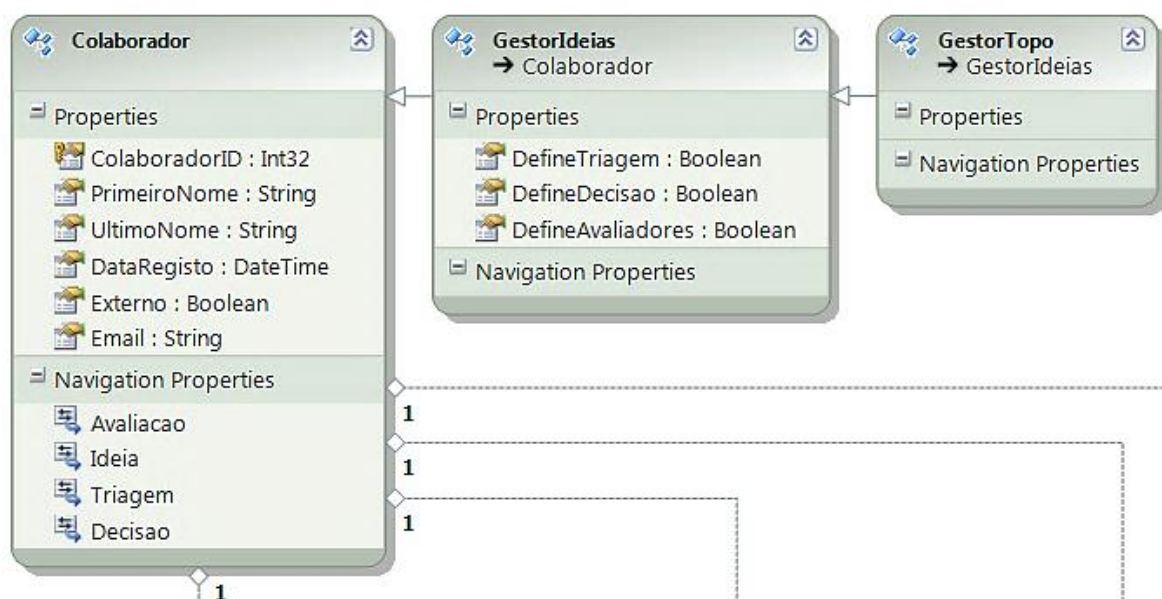 Colaborador
Properties
ColaboradorID : Int32
PrimeiroNome : String
UltimoNome : String
DataRegisto : DateTime
Externo : Boolean
Email : String
Navigation Properties
Avaliacao
Ideia
Triagem
Decisao
GestorIdeias
→ Colaborador
Properties
DefineTriagem : Boolean
DefineDecisao : Boolean
DefineAvaliadores : Boolean
Navigation Properties
GestorTopo
→ GestorIdeias
Properties
Navigation Properties
1
1
1
1